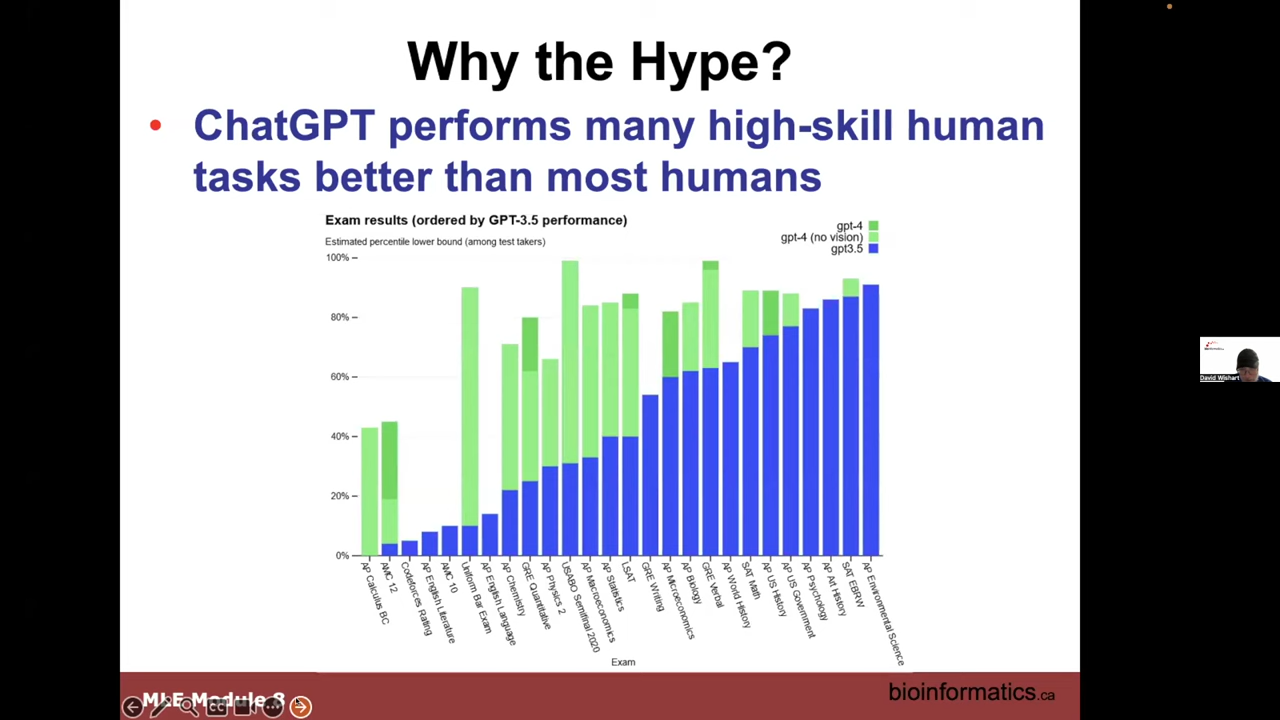 Why the Hype?
• ChatGPT performs many high-skill human
tasks better than most humans
Exam results (ordered by GPT-3.5 performance)
Estimated percentile lower bound (among test takers)
gpt-4
gpt-4 (no vision)
gpt3.5
100%
80%
60%
40%
20%
0%
AP Calculus BC
AMC 12
Codeforces Rating
AP English Literature
AMC 10
Uniform Bar Exam
AP English Language
AP Chemistry
GRE Quantitative
AP Physics 2
USABO Semifinal 2020
AP Macroeconomics
AP Statistics
LSAT
GRE Writing
AP Microeconomics
AP Biology
GRE Verbal
AP World History
SAT Math
AP US History
AP US Government
AP Psychology
AP Art History
SAT EBRW
AP Environmental Science
Exam
David Wishart
MLE Module 8
CC
bioinformatics.ca